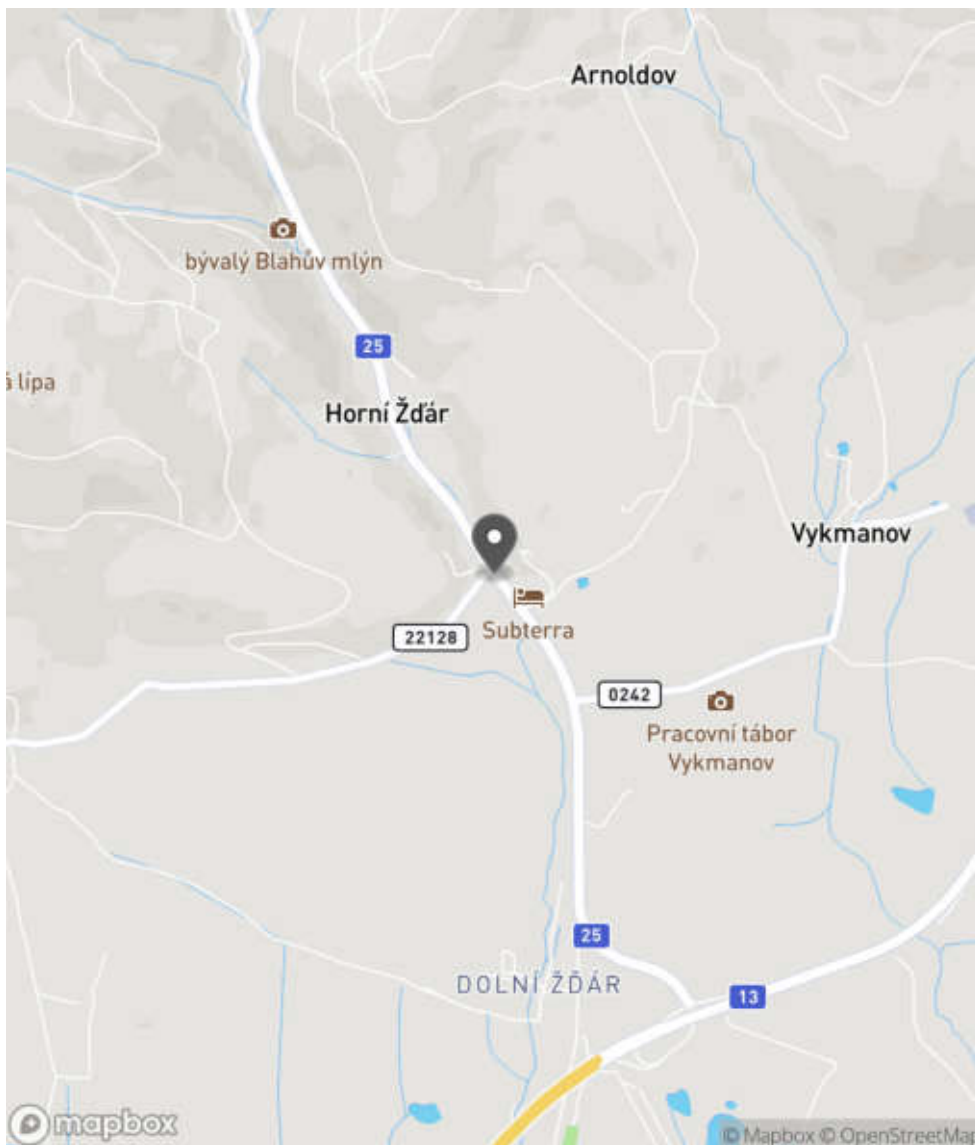 Arnoldov
bývalý Blahův mlýn
25
á lípa
Horní Žďár
Vykmanov
Subterra
22128
0242
Pracovní tábor
Vykmanov
25
DOLNÍ ŽĎÁR
13
mapbox
© Mapbox © OpenStreetMap